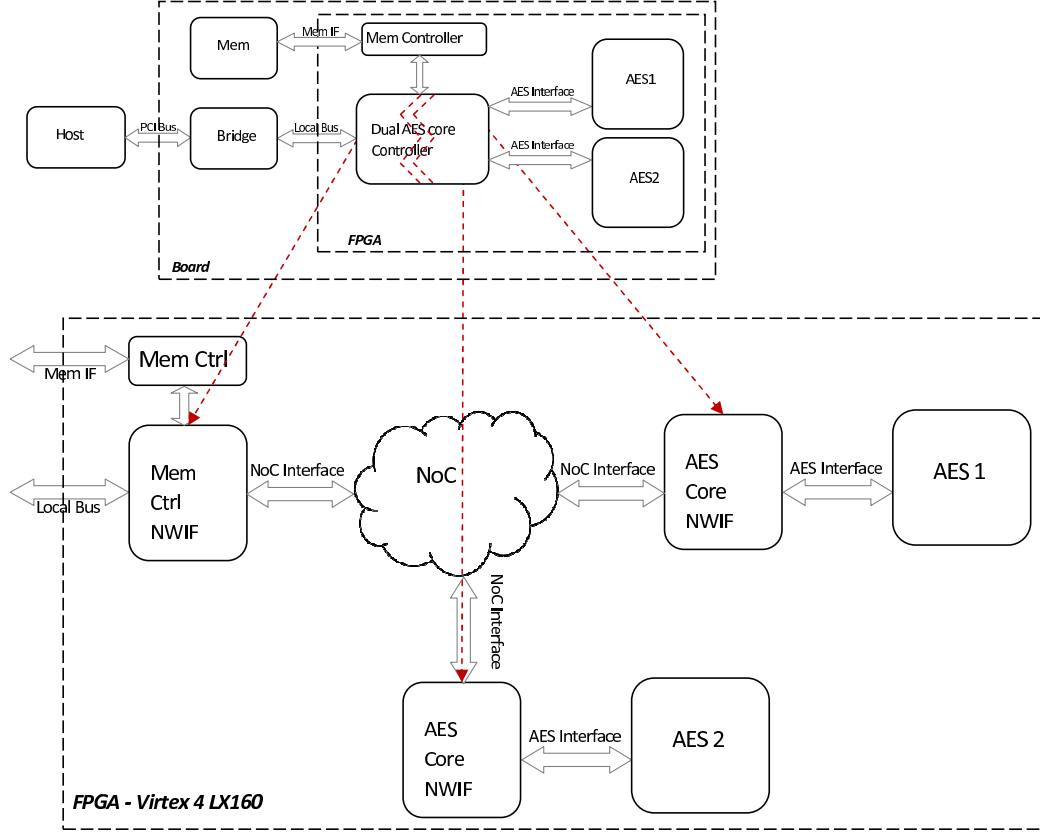 Mem
Mem IF
Mem Controller
AES1
AES Interface
Host
PCI Bus
Bridge
Local Bus
Dual AES core
Controller
AES Interface
AES2
FPGA
Board
Mem Ctrl
Mem IF
Mem
Ctrl
NWIF
Local Bus
NoC Interface
NoC
NoC Interface
AES
Core
NWIF
AES Interface
AES 1
NoC Interface
AES
Core
NWIF
AES Interface
AES 2
FPGA - Virtex 4 LX160